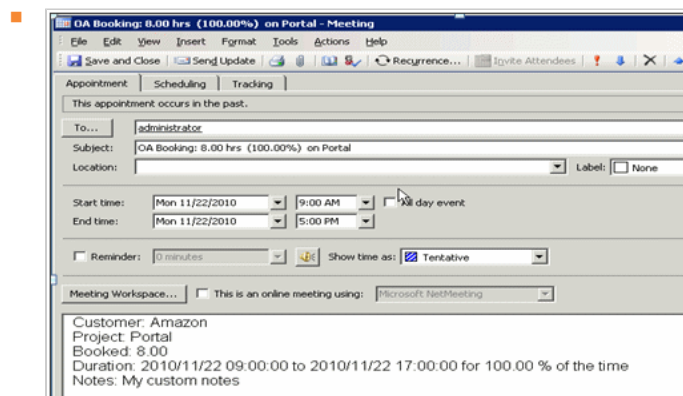 OA Booking: 8.00 hrs (100.00%) on Portal - Meeting
File Edit View Insert Format Tools Actions Help
Save and Close Send Update Recurrence... Invite Attendees
Appointment Scheduling Tracking
This appointment occurs in the past.
To... administrator
Subject: OA Booking: 8.00 hrs (100.00%) on Portal
Location: Label: None
Start time: Mon 11/22/2010 9:00 AM All day event
End time: Mon 11/22/2010 5:00 PM
Reminder: 0 minutes Show time as: Tentative
Meeting Workspace... This is an online meeting using: Microsoft NetMeeting
Customer: Amazon
Project: Portal
Booked: 8.00
Duration: 2010/11/22 09:00:00 to 2010/11/22 17:00:00 for 100.00 % of the time
Notes: My custom notes